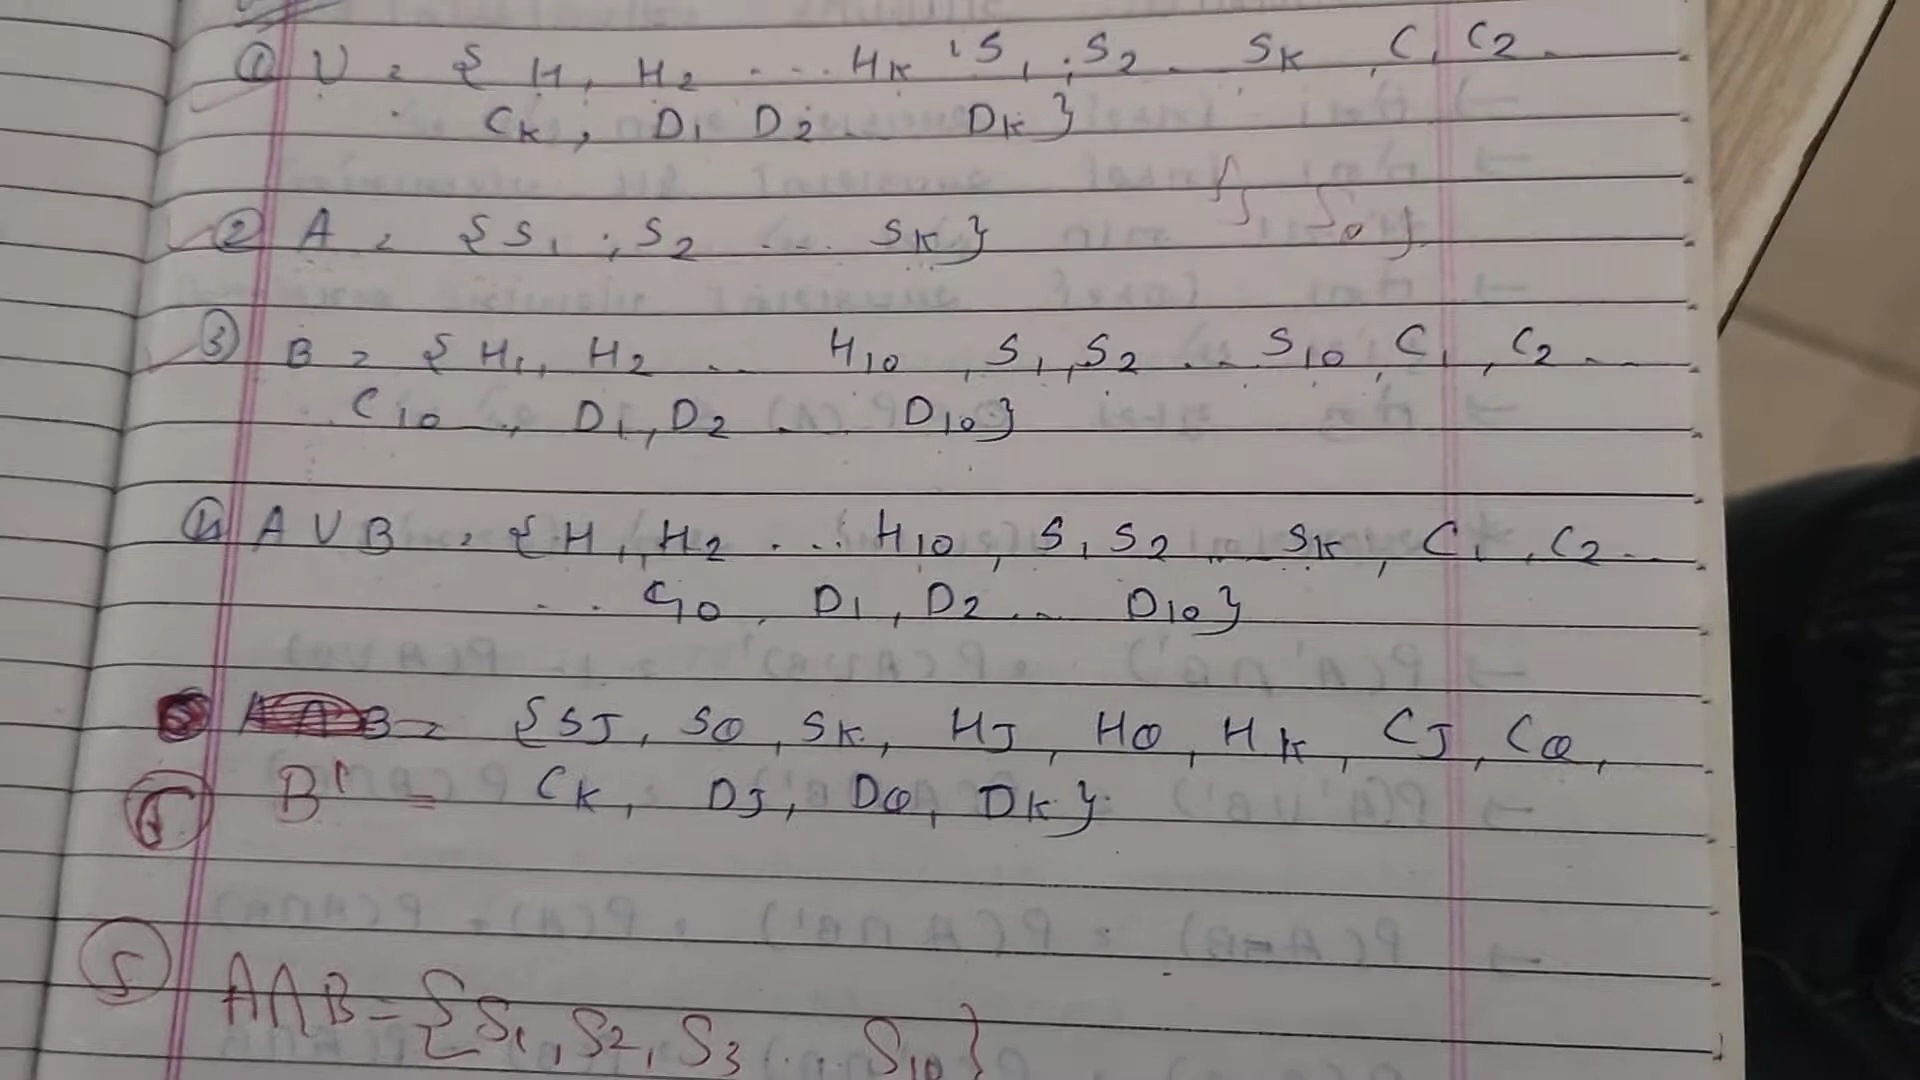 ① U = { H1, H2 ... HK, S1, S2 .. SK, C1, C2 ..
CK, D1 D2 .. DK}
② A = {S1, S2 ... SK}
SJ, SQ}
③ B = {H1, H2 .. H10, S1, S2 ... S10, C1, C2 ...
C10, D1, D2 .. D10}
④ A U B = {H1, H2 ... H10, S1, S2 ... SK, C1, C2 ..
.. C10, D1, D2 .. D10}
B = {SJ, SQ, SK, HJ, HQ, HK, CJ, CQ,
⑥ B' = CK, DJ, DQ, DK}
⑤ A∩B = {S1, S2, S3 ... S10}